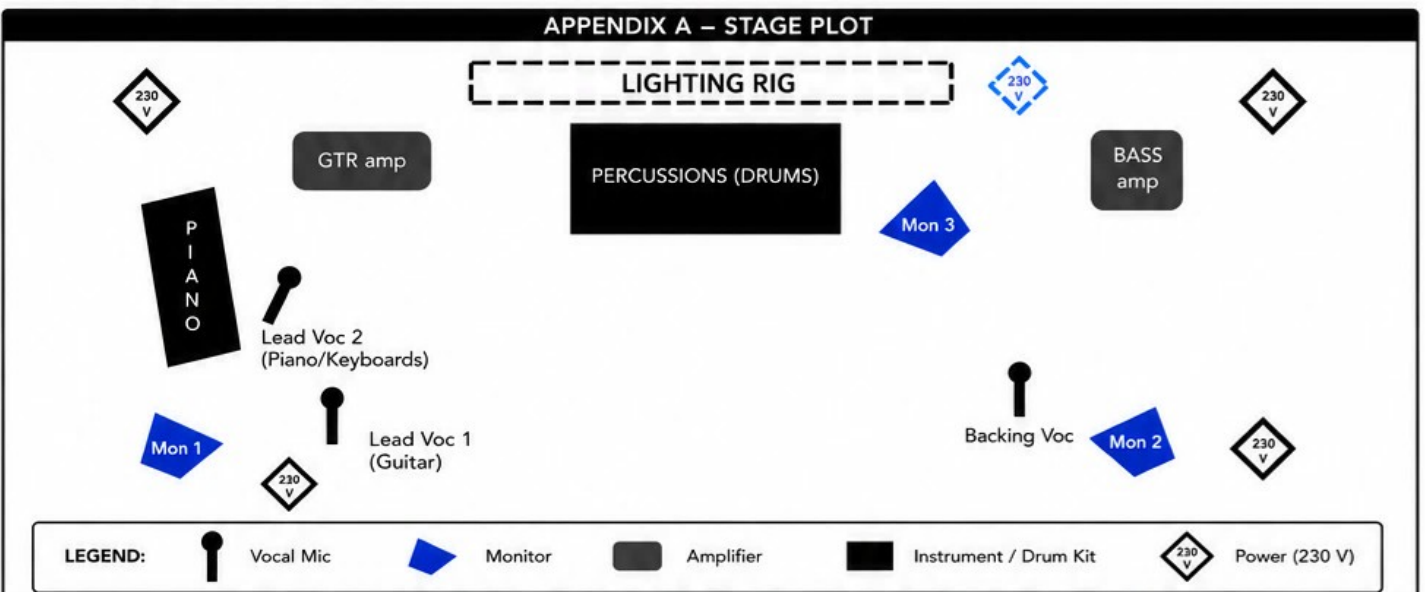 APPENDIX A – STAGE PLOT
230
V
LIGHTING RIG
230
V
230
V
GTR amp
PERCUSSIONS (DRUMS)
BASS
amp
Mon 3
P
I
A
N
O
Lead Voc 2
(Piano/Keyboards)
Mon 1
Lead Voc 1
(Guitar)
230
V
Backing Voc
Mon 2
230
V
LEGEND:
Vocal Mic
Monitor
Amplifier
Instrument / Drum Kit
230
V
Power (230 V)